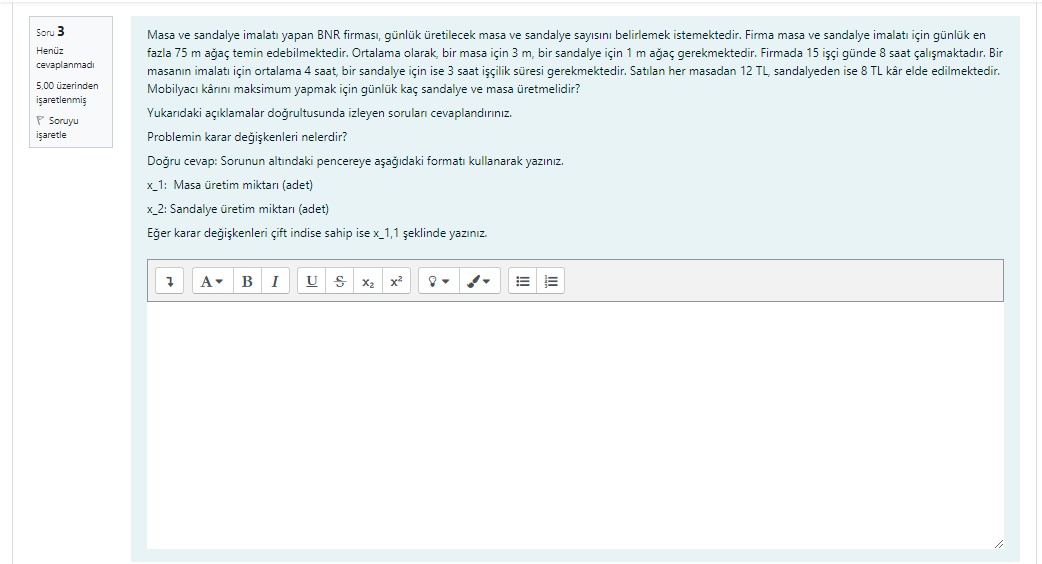 Soru 3
Henüz
cevaplanmadı
5,00 üzerinden
işaretlenmiş
Soruyu
işaretle
Masa ve sandalye imalatı yapan BNR firması, günlük üretilecek masa ve sandalye sayısını belirlemek istemektedir. Firma masa ve sandalye imalatı için günlük en
fazla 75 m ağaç temin edebilmektedir. Ortalama olarak, bir masa için 3 m, bir sandalye için 1 m ağaç gerekmektedir. Firmada 15 işçi günde 8 saat çalışmaktadır. Bir
masanın imalatı için ortalama 4 saat, bir sandalye için ise 3 saat işçilik süresi gerekmektedir. Satılan her masadan 12 TL, sandalyeden ise 8 TL kâr elde edilmektedir.
Mobilyacı kârını maksimum yapmak için günlük kaç sandalye ve masa üretmelidir?
Yukarıdaki açıklamalar doğrultusunda izleyen soruları cevaplandırınız.
Problemin karar değişkenleri nelerdir?
Doğru cevap: Sorunun altındaki pencereye aşağıdaki formatı kullanarak yazınız.
x_1: Masa üretim miktarı (adet)
x_2: Sandalye üretim miktarı (adet)
Eğer karar değişkenleri çift indise sahip ise x_1,1 şeklinde yazınız.
A B I U S x₂ x²